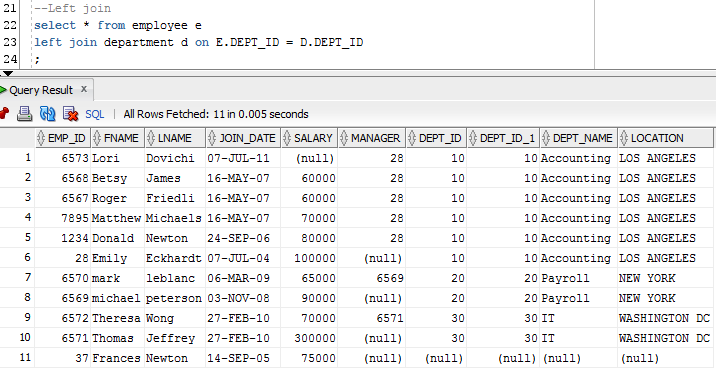 21 --Left join
22 select * from employee e
23 left join department d on E.DEPT_ID = D.DEPT_ID
24 ;
Query Result x
SQL | All Rows Fetched: 11 in 0.005 seconds
EMP_ID FNAME LNAME JOIN_DATE SALARY MANAGER DEPT_ID DEPT_ID_1 DEPT_NAME LOCATION
1 6573 Lori Dovichi 07-JUL-11 (null) 28 10 10 Accounting LOS ANGELES
2 6568 Betsy James 16-MAY-07 60000 28 10 10 Accounting LOS ANGELES
3 6567 Roger Friedli 16-MAY-07 60000 28 10 10 Accounting LOS ANGELES
4 7895 Matthew Michaels 16-MAY-07 70000 28 10 10 Accounting LOS ANGELES
5 1234 Donald Newton 24-SEP-06 80000 28 10 10 Accounting LOS ANGELES
6 28 Emily Eckhardt 07-JUL-04 100000 (null) 10 10 Accounting LOS ANGELES
7 6570 mark leblanc 06-MAR-09 65000 6569 20 20 Payroll NEW YORK
8 6569 michael peterson 03-NOV-08 90000 (null) 20 20 Payroll NEW YORK
9 6572 Theresa Wong 27-FEB-10 70000 6571 30 30 IT WASHINGTON DC
10 6571 Thomas Jeffrey 27-FEB-10 300000 (null) 30 30 IT WASHINGTON DC
11 37 Frances Newton 14-SEP-05 75000 (null) (null) (null) (null) (null)